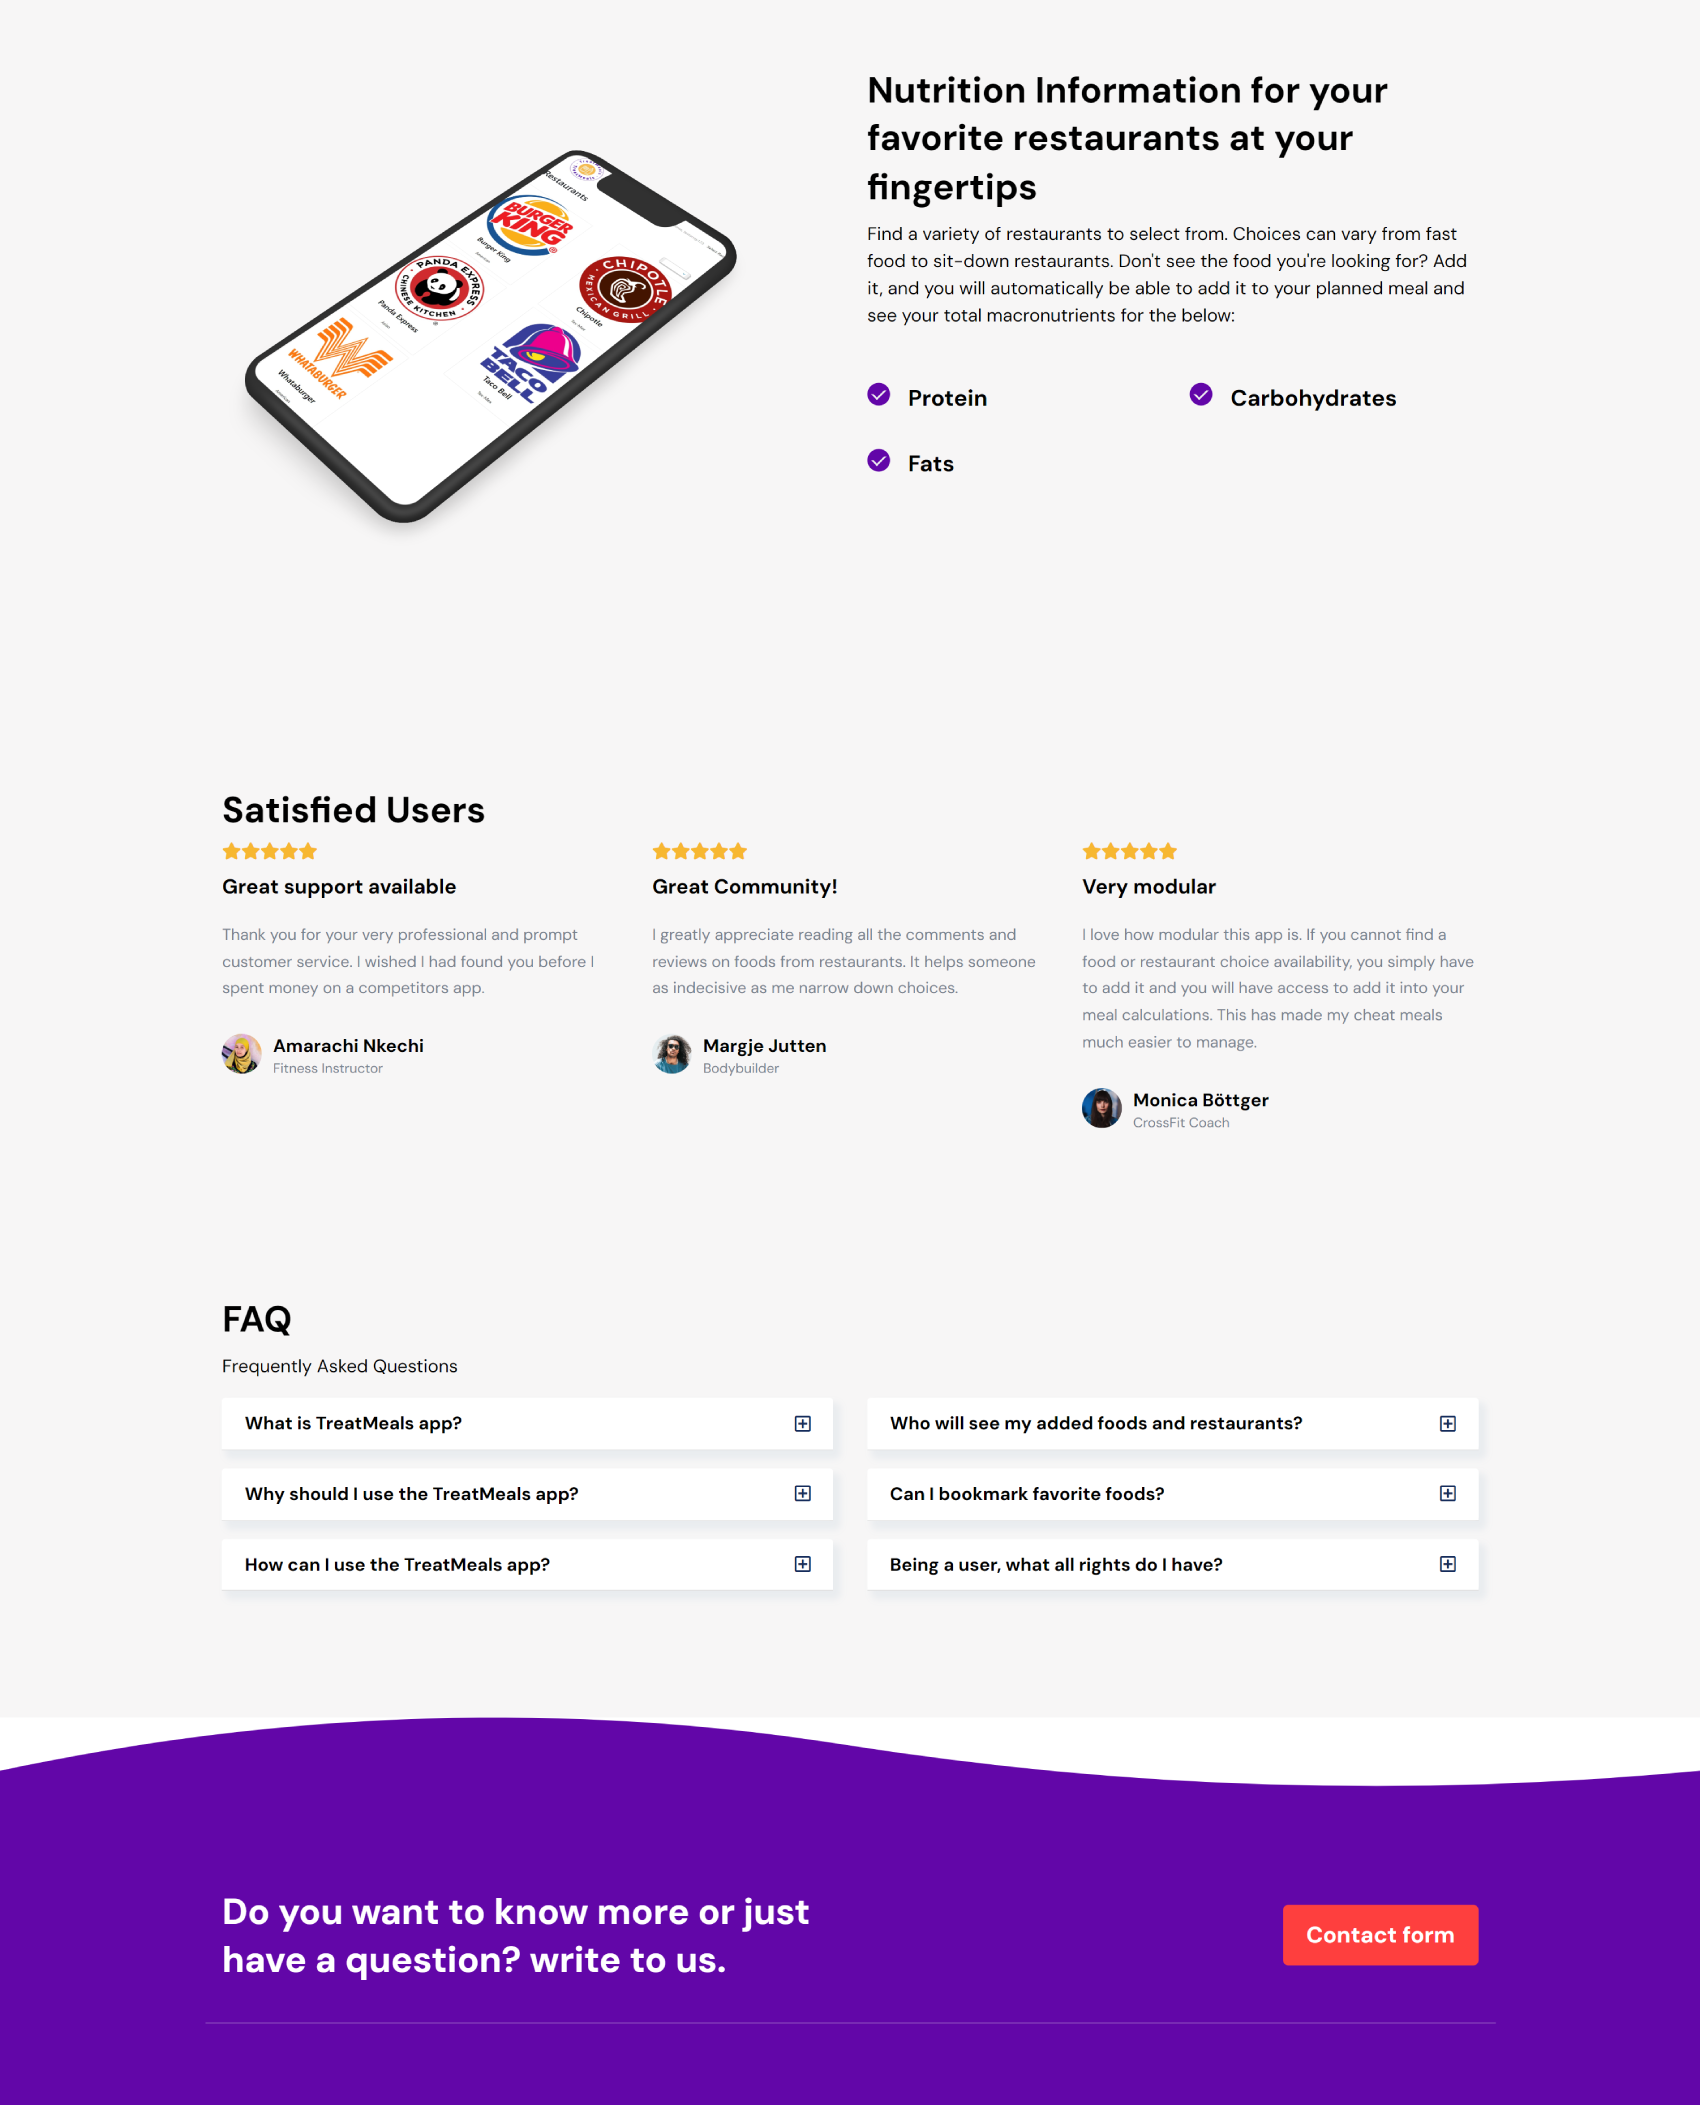 Nutrition Information for your
favorite restaurants at your
fingertips
Find a variety of restaurants to select from. Choices can vary from fast
food to sit-down restaurants. Don't see the food you're looking for? Add
it, and you will automatically be able to add it to your planned meal and
see your total macronutrients for the below:
Protein
Carbohydrates
Fats
Restaurants
BURGER
KING
Burger King
PANDA EXPRESS
CHINESE KITCHEN
Panda Express
CHIPOTLE
MEXICAN GRILL
Chipotle
WHATABURGER
Whataburger
TACO
BELL
Taco Bell
Satisfied Users
Great support available
Thank you for your very professional and prompt
customer service. I wished I had found you before I
spent money on a competitors app.
Amarachi Nkechi
Fitness Instructor
Great Community!
I greatly appreciate reading all the comments and
reviews on foods from restaurants. It helps someone
as indecisive as me narrow down choices.
Margje Jutten
Bodybuilder
Very modular
I love how modular this app is. If you cannot find a
food or restaurant choice availability, you simply have
to add it and you will have access to add it into your
meal calculations. This has made my cheat meals
much easier to manage.
Monica Böttger
CrossFit Coach
FAQ
Frequently Asked Questions
What is TreatMeals app?
Why should I use the TreatMeals app?
How can I use the TreatMeals app?
Who will see my added foods and restaurants?
Can I bookmark favorite foods?
Being a user, what all rights do I have?
Do you want to know more or just
have a question? write to us.
Contact form